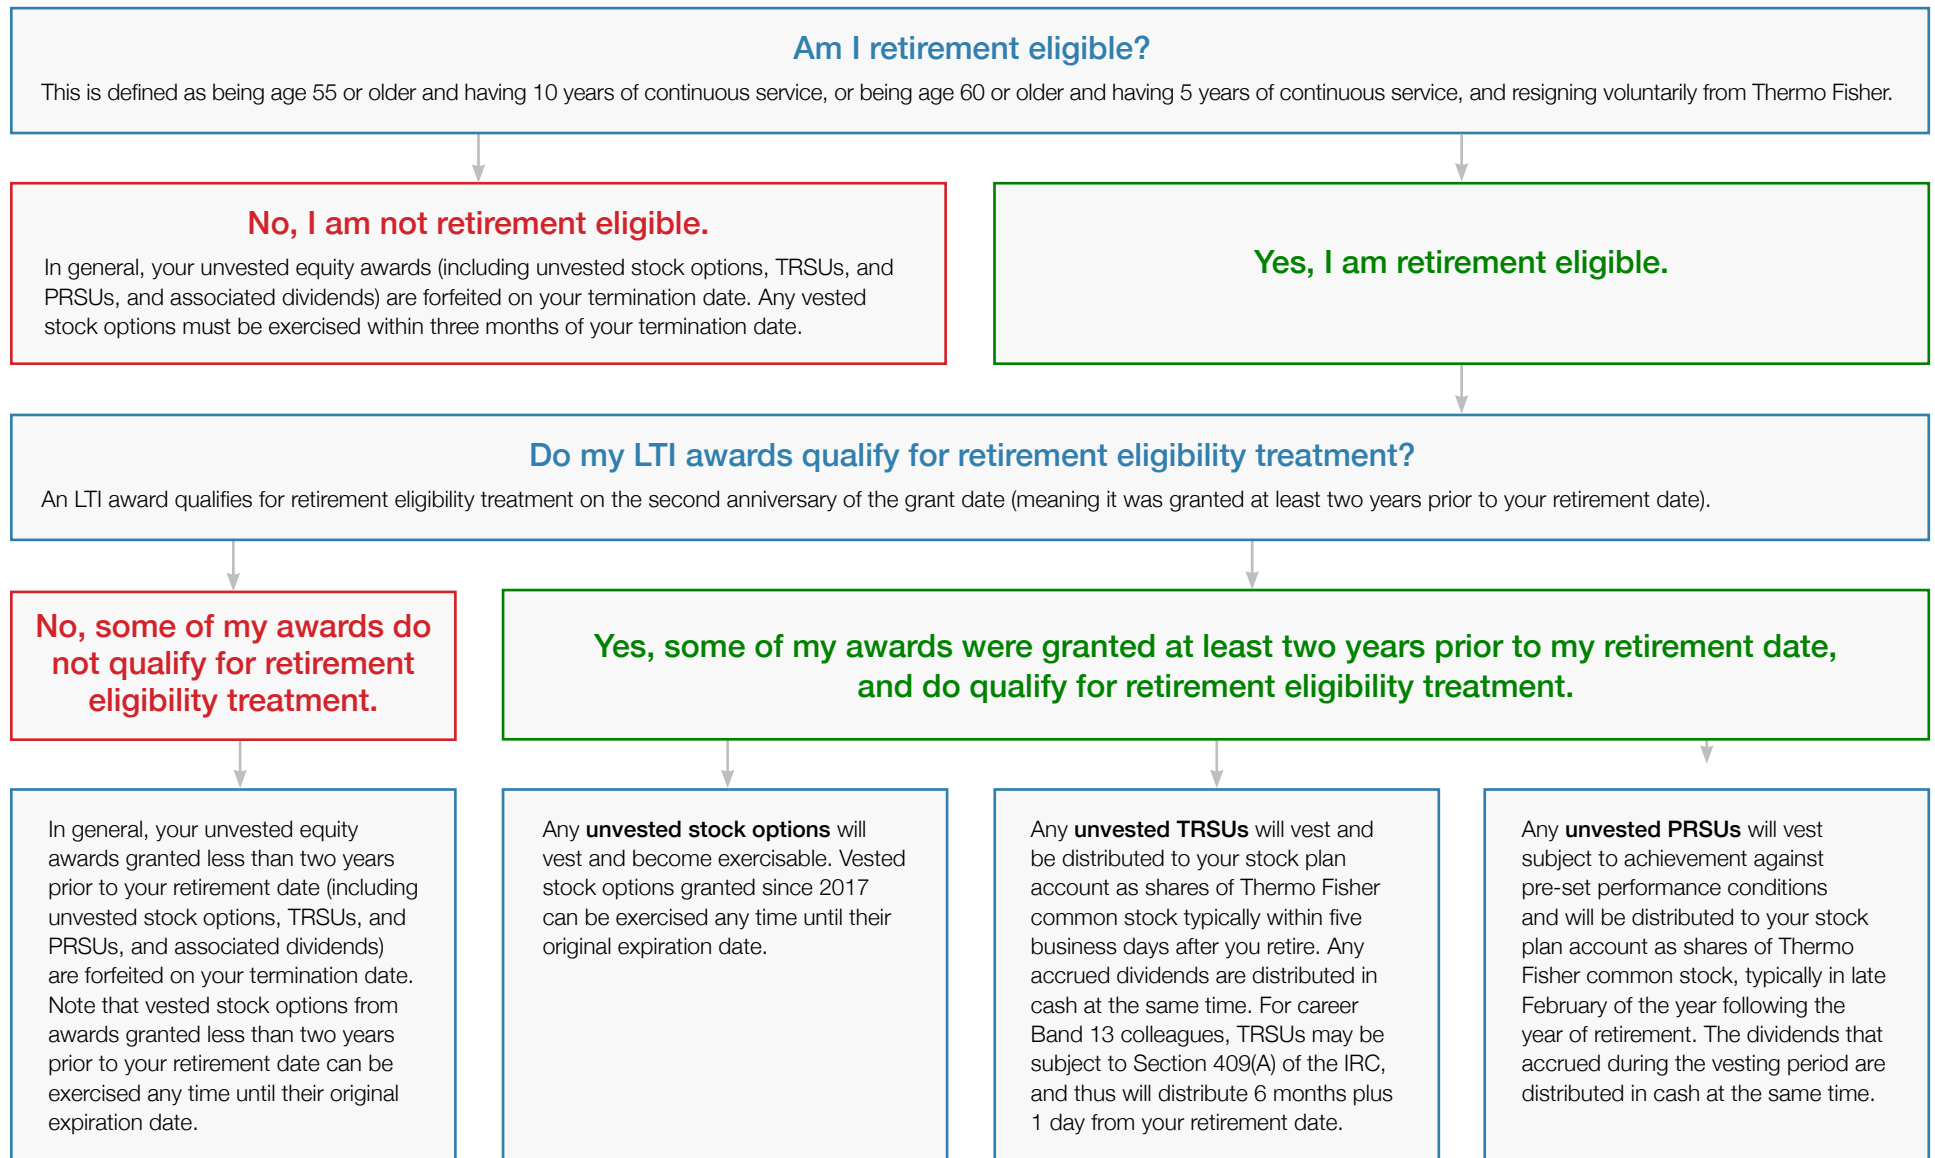 Am I retirement eligible?
This is defined as being age 55 or older and having 10 years of continuous service, or being age 60 or older and having 5 years of continuous service, and resigning voluntarily from Thermo Fisher.
No, I am not retirement eligible.
In general, your unvested equity awards (including unvested stock options, TRSUs, and
PRSUs, and associated dividends) are forfeited on your termination date. Any vested
stock options must be exercised within three months of your termination date.
Yes, I am retirement eligible.
Do my LTI awards qualify for retirement eligibility treatment?
An LTI award qualifies for retirement eligibility treatment on the second anniversary of the grant date (meaning it was granted at least two years prior to your retirement date).
No, some of my awards do
not qualify for retirement
eligibility treatment.
Yes, some of my awards were granted at least two years prior to my retirement date,
and do qualify for retirement eligibility treatment.
In general, your unvested equity
awards granted less than two years
prior to your retirement date (including
unvested stock options, TRSUs, and
PRSUs, and associated dividends)
are forfeited on your termination date.
Note that vested stock options from
awards granted less than two years
prior to your retirement date can be
exercised any time until their original
expiration date.
Any unvested stock options will
vest and become exercisable. Vested
stock options granted since 2017
can be exercised any time until their
original expiration date.
Any unvested TRSUs will vest and
be distributed to your stock plan
account as shares of Thermo Fisher
common stock typically within five
business days after you retire. Any
accrued dividends are distributed in
cash at the same time. For career
Band 13 colleagues, TRSUs may be
subject to Section 409(A) of the IRC,
and thus will distribute 6 months plus
1 day from your retirement date.
Any unvested PRSUs will vest
subject to achievement against
pre-set performance conditions
and will be distributed to your stock
plan account as shares of Thermo
Fisher common stock, typically in late
February of the year following the
year of retirement. The dividends that
accrued during the vesting period are
distributed in cash at the same time.